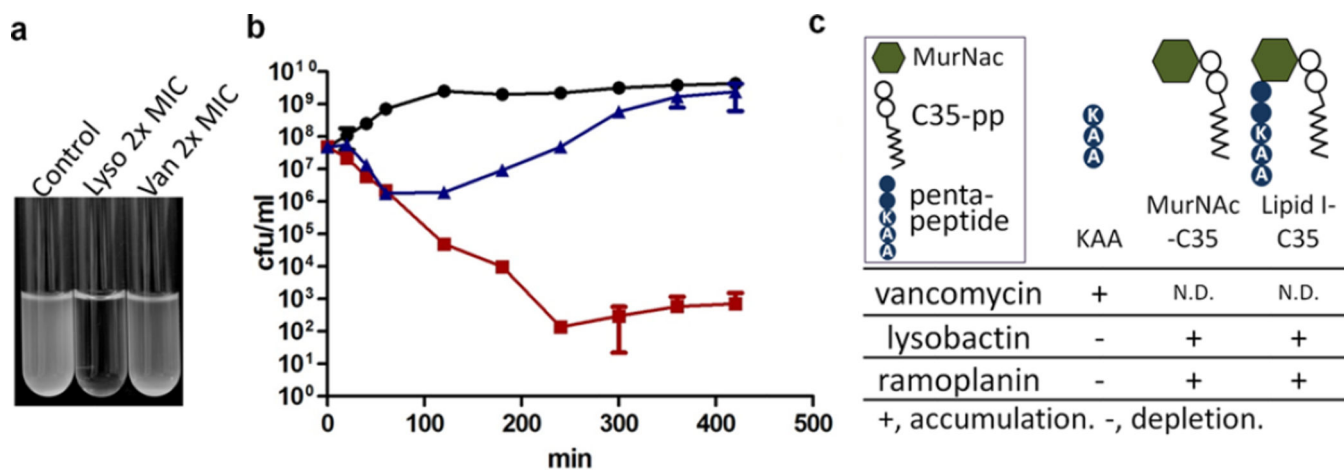 a
Control
Lyso 2x MIC
Van 2x MIC
b
cfu/ml
10^10
10^9
10^8
10^7
10^6
10^5
10^4
10^3
10^2
10^1
10^0
0
100
200
300
400
500
min
c
MurNac
C35-pp
penta-
peptide
K
A
A
K
A
A
KAA
MurNAc
-C35
K
A
A
Lipid I-
C35
vancomycin + N.D. N.D.
lysobactin - + +
ramoplanin - + +
+, accumulation. -, depletion.